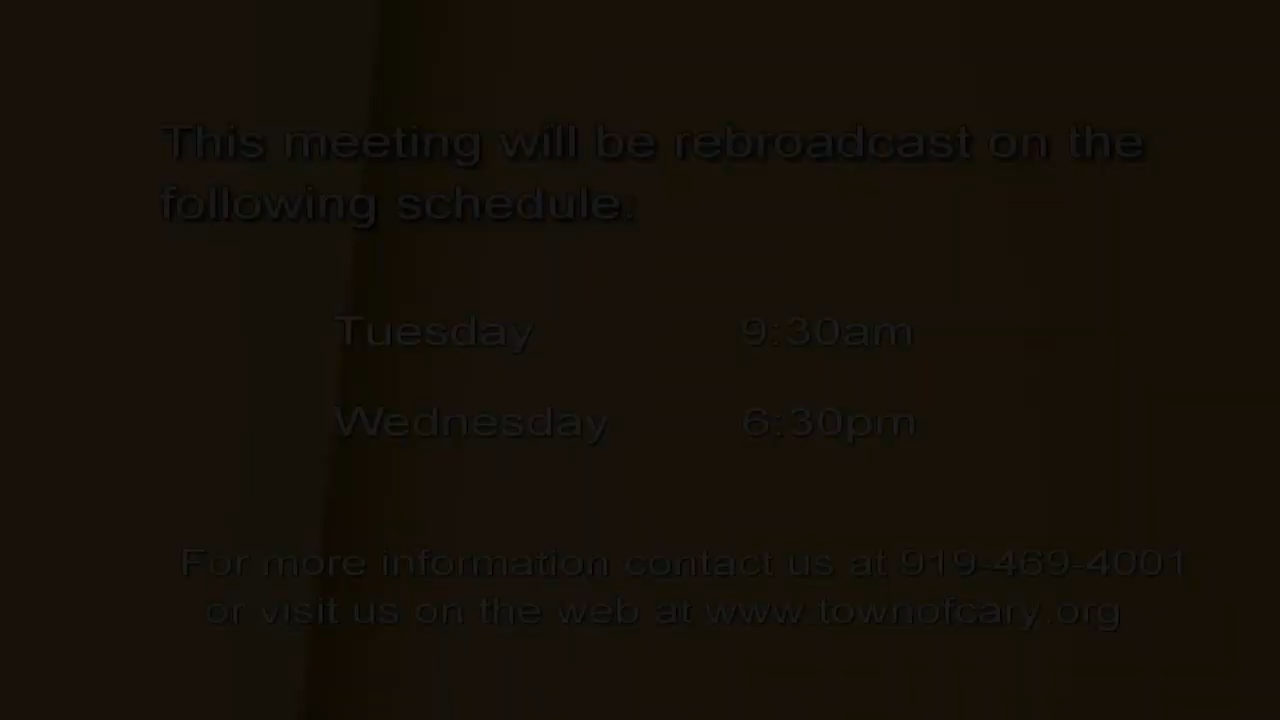 This meeting will be rebroadcast on the
following schedule:
Tuesday 9:30am
Wednesday 6:30pm
For more information contact us at 919-469-4001
or visit us on the web at www.townofcary.org